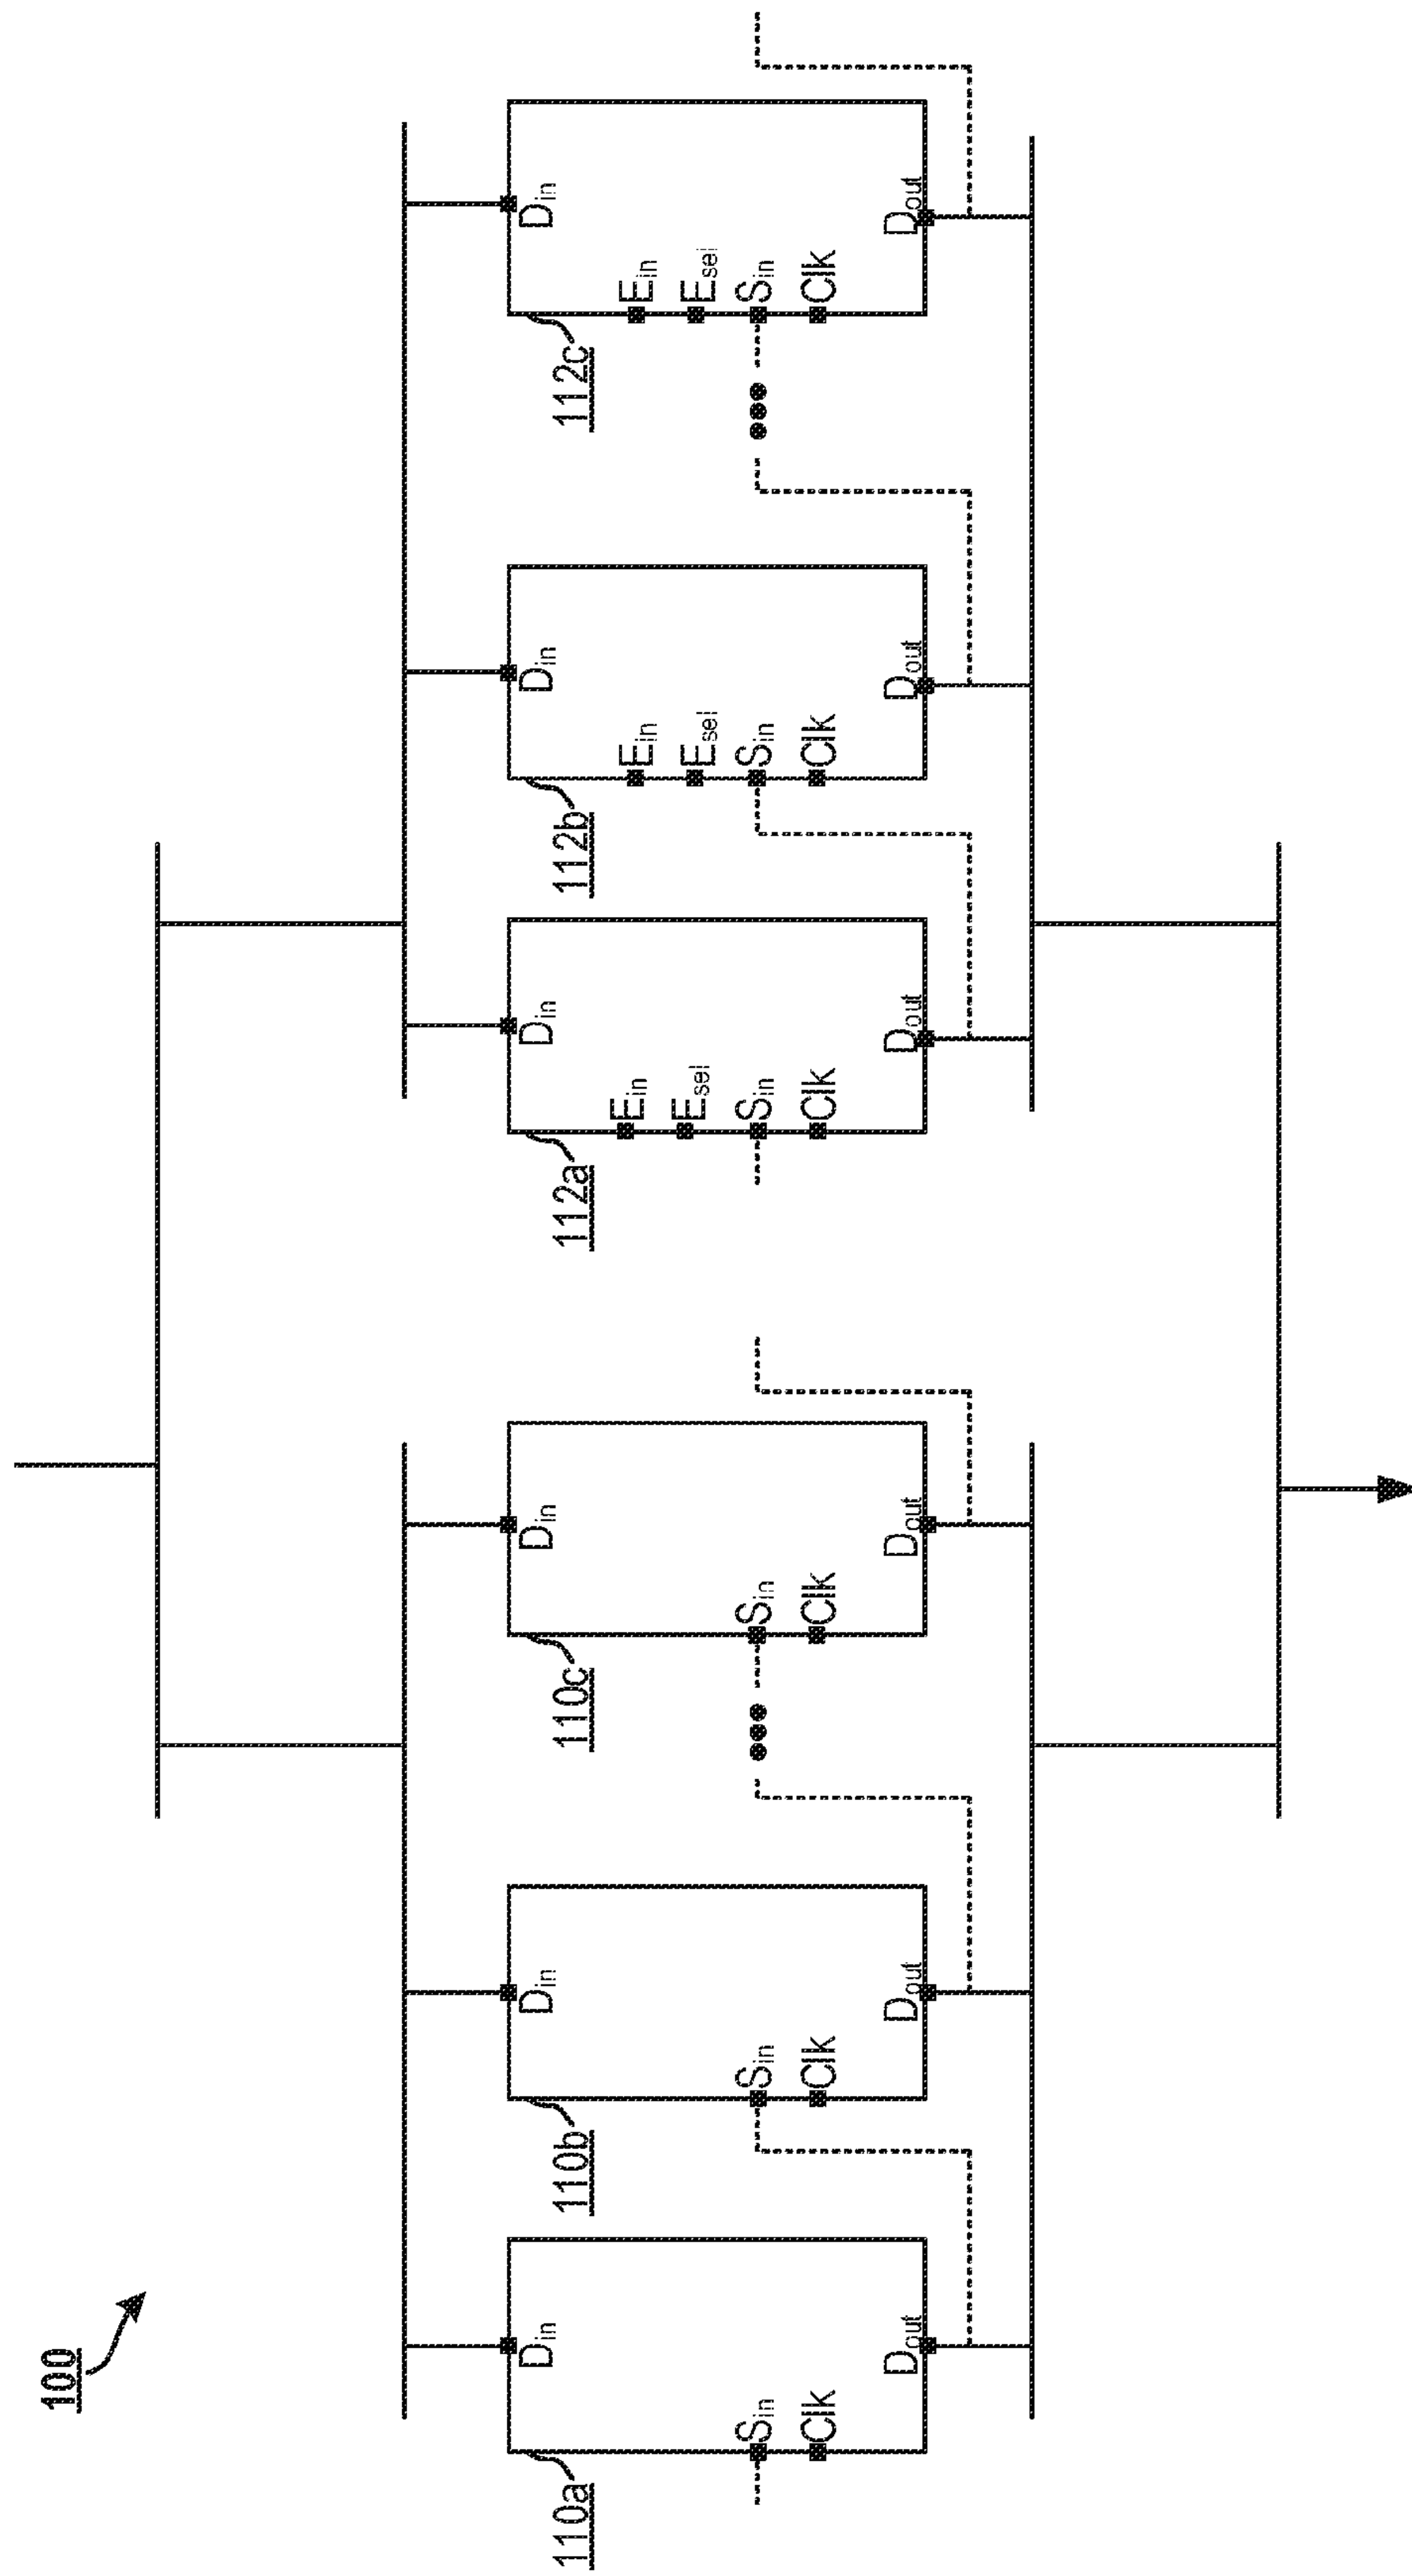 100
110a
Din
Sin
Clk
Dout
110b
Din
Sin
Clk
Dout
110c
Din
Sin
Clk
Dout
112a
Din
Ein
Esel
Sin
Clk
Dout
112b
Din
Ein
Esel
Sin
Clk
Dout
112c
Din
Ein
Esel
Sin
Clk
Dout